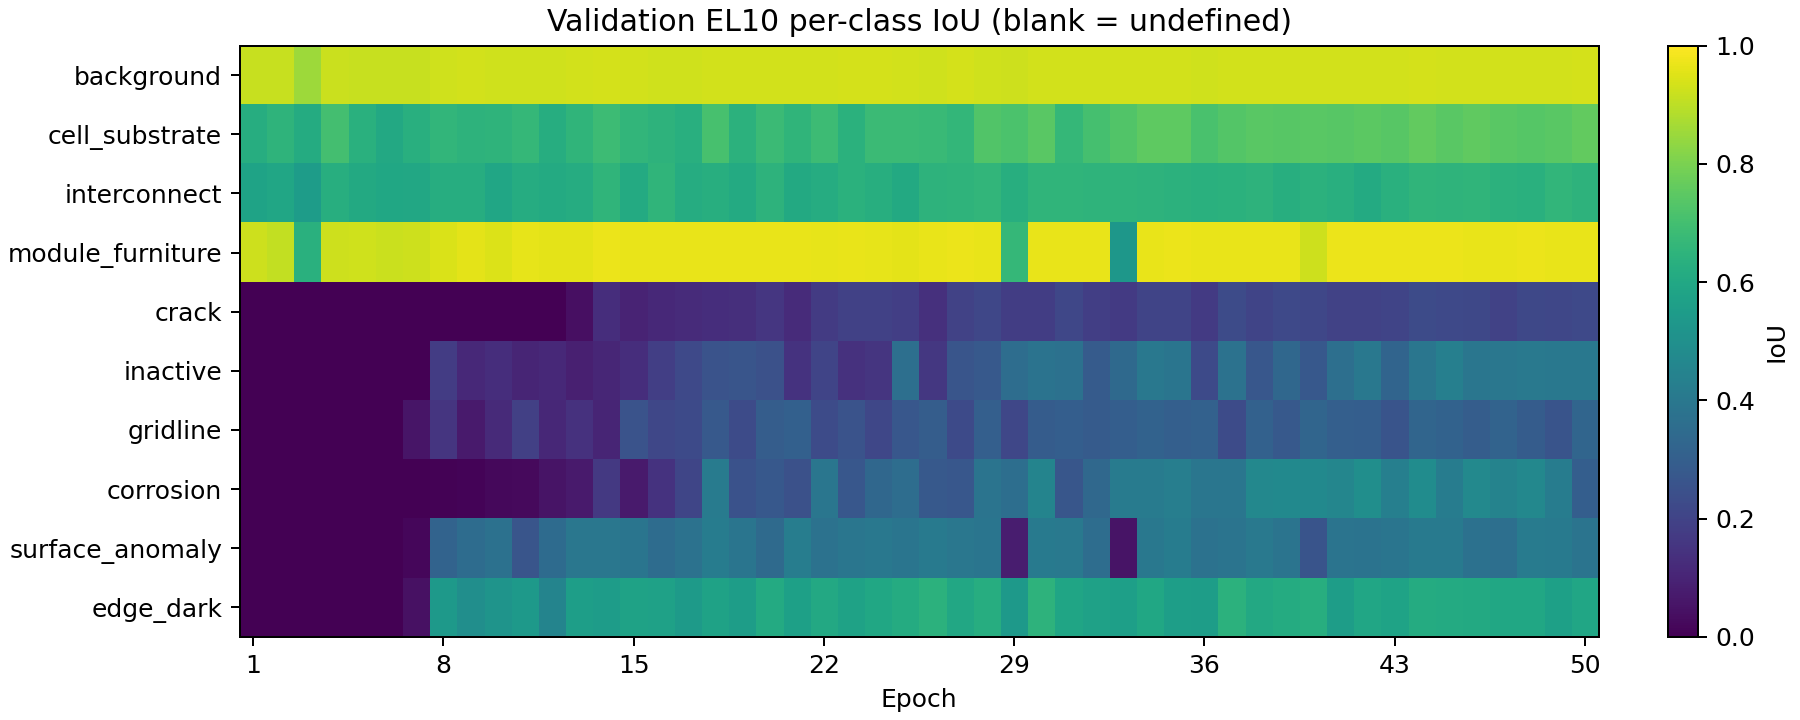 Validation EL10 per-class IoU (blank = undefined)
background
cell_substrate
interconnect
module_furniture
crack
inactive
gridline
corrosion
surface_anomaly
edge_dark
1 8 15 22 29 36 43 50
Epoch
1.0
0.8
0.6
0.4
0.2
0.0
IoU